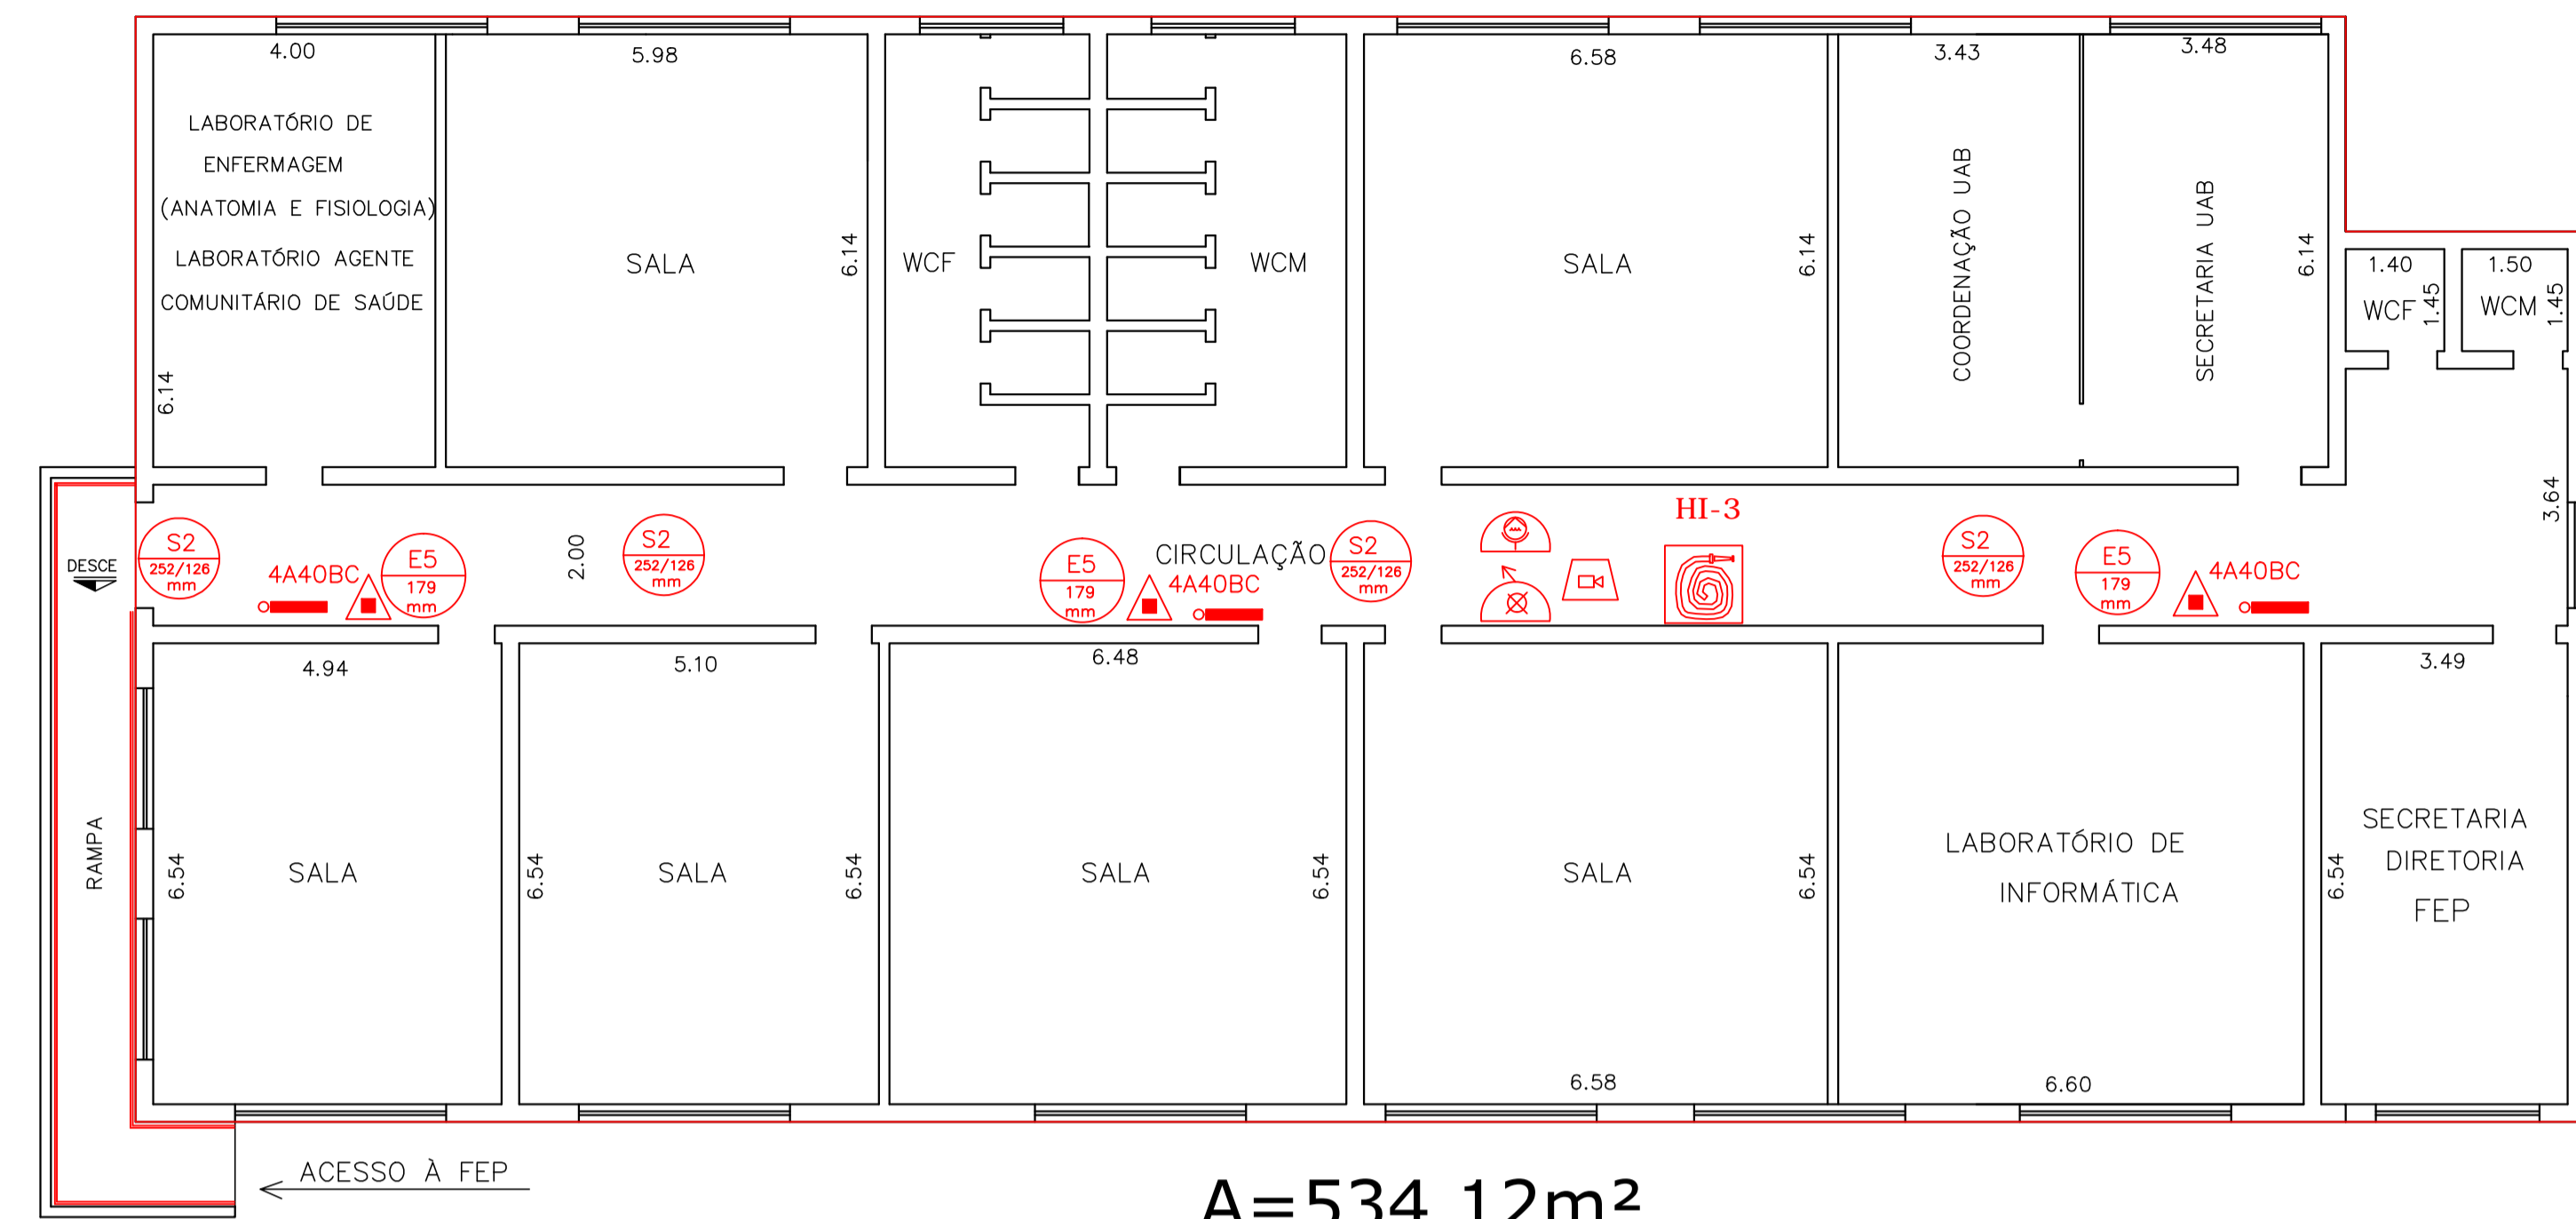 4.00
5.98
6.58
3.43
3.48
LABORATÓRIO DE
ENFERMAGEM
(ANATOMIA E FISIOLOGIA)
LABORATÓRIO AGENTE
COMUNITÁRIO DE SAÚDE
6.14
SALA
6.14
WCF
WCM
SALA
6.14
COORDENAÇÃO UAB
SECRETARIA UAB
6.14
1.40
WCF
1.45
1.50
WCM
1.45
3.64
DESCE
S2
252/126
mm
4A40BC
E5
179
mm
2.00
S2
252/126
mm
E5
179
mm
CIRCULAÇÃO
4A40BC
S2
252/126
mm
HI-3
S2
252/126
mm
E5
179
mm
4A40BC
4.94
5.10
6.48
3.49
RAMPA
6.54
SALA
6.54
SALA
6.54
SALA
6.54
SALA
6.54
LABORATÓRIO DE
INFORMÁTICA
6.54
SECRETARIA
DIRETORIA
FEP
6.58
6.60
ACESSO À FEP
A=534,12m²